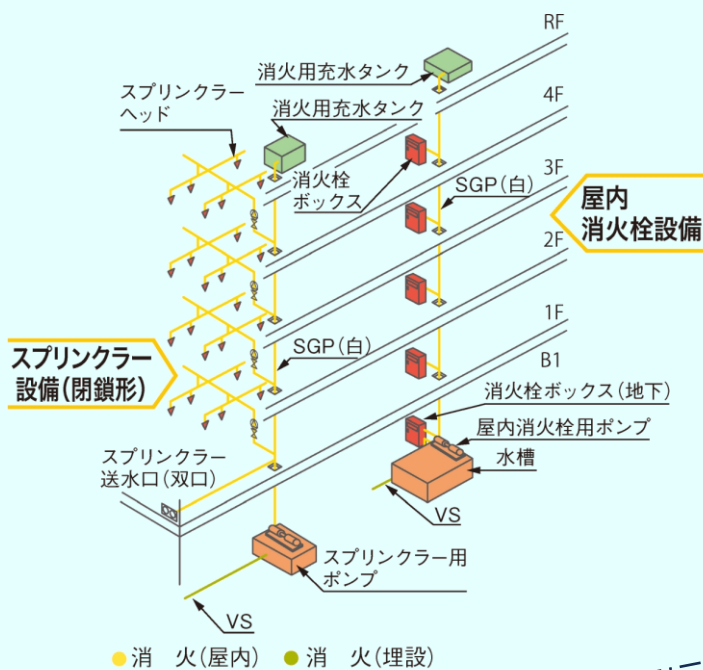 RF
消火用充水タンク
4F
スプリンクラー
ヘッド
消火用充水タンク
3F
消火栓
ボックス
SGP(白)
屋内
消火栓設備
2F
1F
スプリンクラー
設備(閉鎖形)
SGP(白)
B1
消火栓ボックス(地下)
屋内消火栓用ポンプ
スプリンクラー
送水口(双口)
水槽
VS
スプリンクラー用
ポンプ
VS
消 火(屋内)
消 火(埋設)